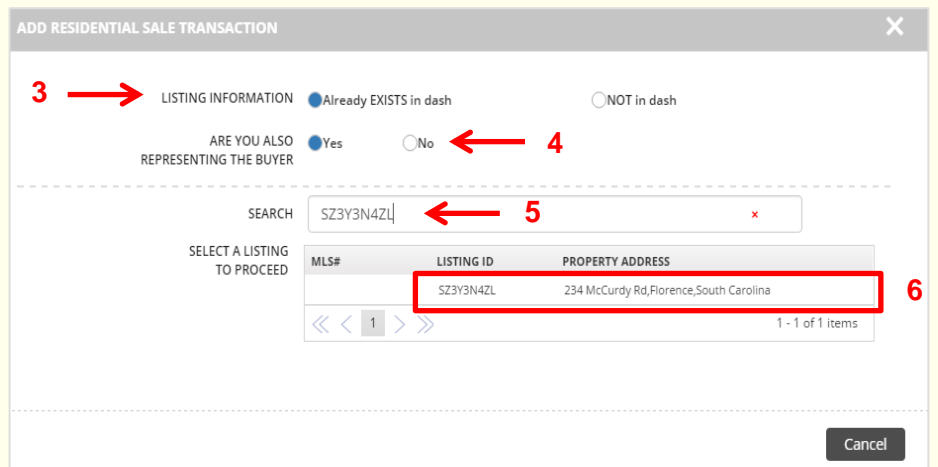 ADD RESIDENTIAL SALE TRANSACTION ×
3 LISTING INFORMATION Already EXISTS in dash NOT in dash
ARE YOU ALSO
REPRESENTING THE BUYER Yes No 4
SEARCH SZ3Y3N4ZL × 5
SELECT A LISTING
TO PROCEED
MLS# LISTING ID PROPERTY ADDRESS
SZ3Y3N4ZL 234 McCurdy Rd,Florence,South Carolina 6
1 1 - 1 of 1 items
Cancel